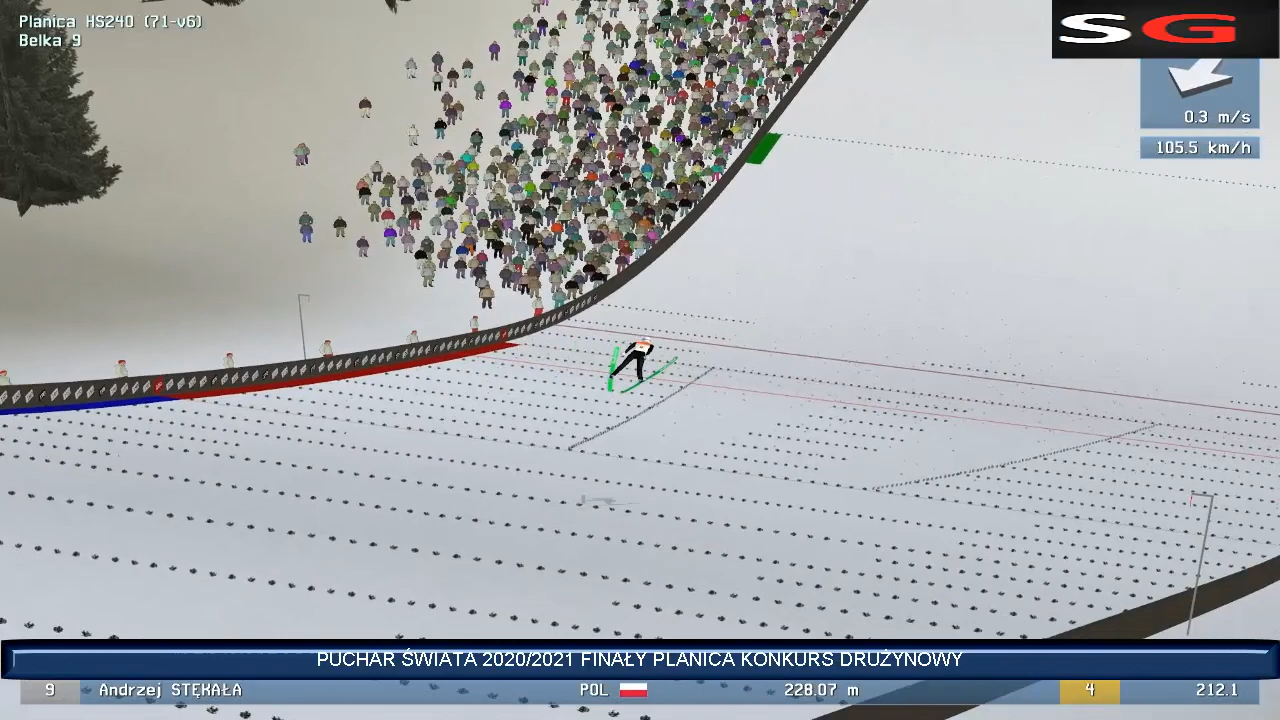 Planica HS240 (71-v6)
Belka 9
SG
0.3 m/s
105.5 km/h
PUCHAR ŚWIATA 2020/2021 FINAŁY PLANICA KONKURS DRUŻYNOWY
9 Andrzej STĘKAŁA POL 228.07 m 4 212.1